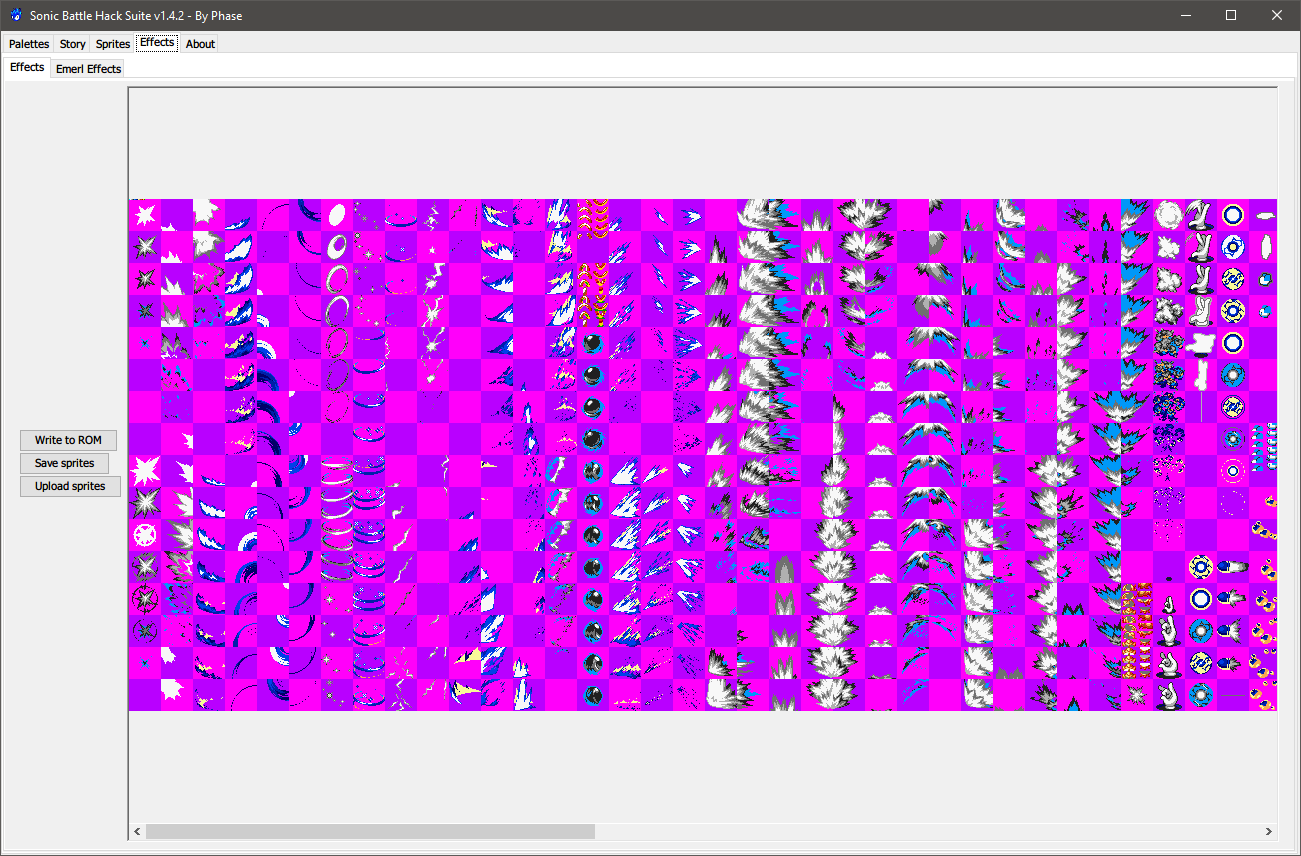 Sonic Battle Hack Suite v1.4.2 - By Phase
Palettes Story Sprites Effects About
Effects Emerl Effects
Write to ROM
Save sprites
Upload sprites